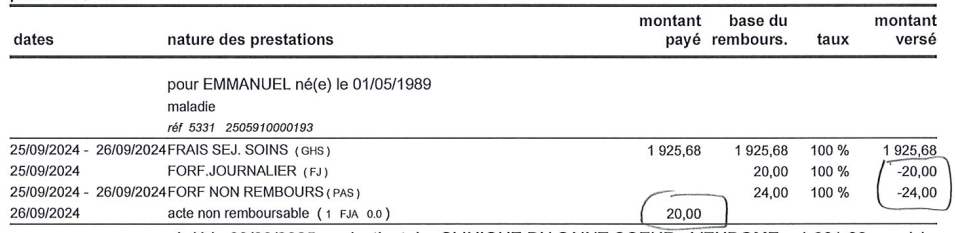 dates nature des prestations montant payé base du rembours. taux montant versé
pour EMMANUEL né(e) le 01/05/1989
maladie
réf 5331 2505910000193
25/09/2024 - 26/09/2024 FRAIS SEJ. SOINS (GHS) 1 925,68 1 925,68 100 % 1 925,68
25/09/2024 FORF.JOURNALIER (FJ) 20,00 100 % -20,00
25/09/2024 - 26/09/2024 FORF NON REMBOURS (PAS) 24,00 100 % -24,00
26/09/2024 acte non remboursable ( 1 FJA 0.0 ) 20,00